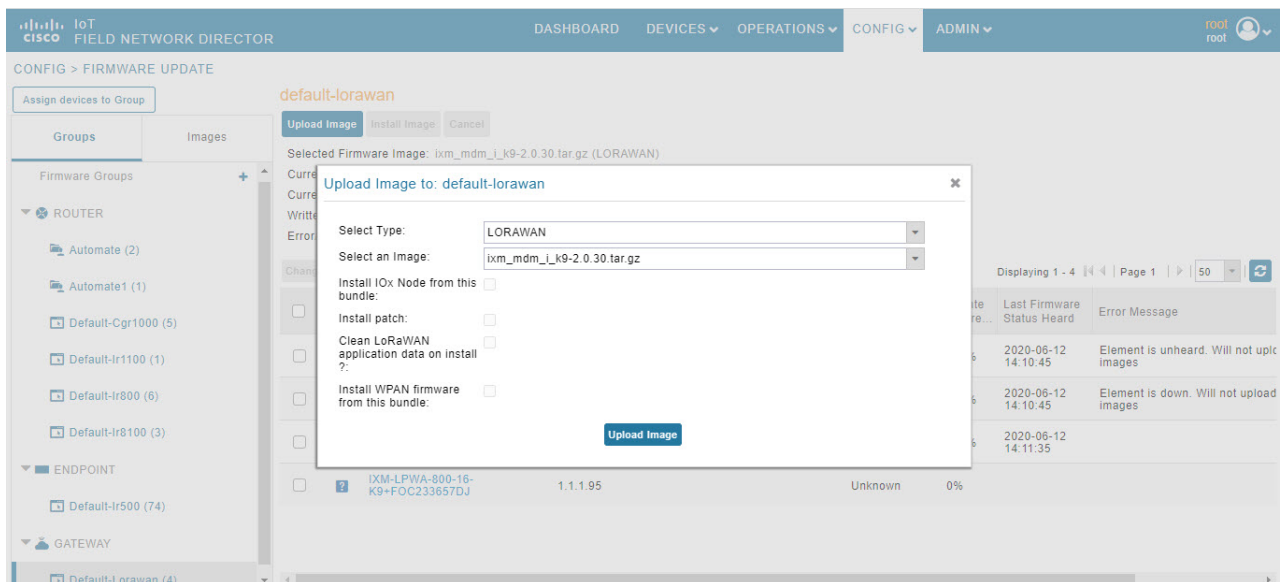 CISCO IoT
FIELD NETWORK DIRECTOR
DASHBOARD DEVICES OPERATIONS CONFIG ADMIN
root
root
CONFIG > FIRMWARE UPDATE
Assign devices to Group
Groups Images
Firmware Groups +
ROUTER
Automate (2)
Automate1 (1)
Default-Cgr1000 (5)
Default-Ir1100 (1)
Default-Ir800 (6)
Default-Ir8100 (3)
ENDPOINT
Default-Ir500 (74)
GATEWAY
Default-Lorawan (4)
default-lorawan
Upload Image Install Image Cancel
Selected Firmware Image: ixm_mdm_i_k9-2.0.30.tar.gz (LORAWAN)
Curre
Curre
Writte
Error
Chang
Upload Image to: default-lorawan
Select Type: LORAWAN
Select an Image: ixm_mdm_i_k9-2.0.30.tar.gz
Install IOx Node from this
bundle:
Install patch:
Clean LoRaWAN
application data on install
?:
Install WPAN firmware
from this bundle:
Upload Image
Displaying 1 - 4 Page 1 50
Last Firmware
Status Heard
Error Message
2020-06-12
14:10:45
Element is unheard. Will not uplo
images
2020-06-12
14:10:45
Element is down. Will not upload
images
2020-06-12
14:11:35
IXM-LPWA-800-16-
K9+FOC233657DJ
1.1.1.95 Unknown 0%